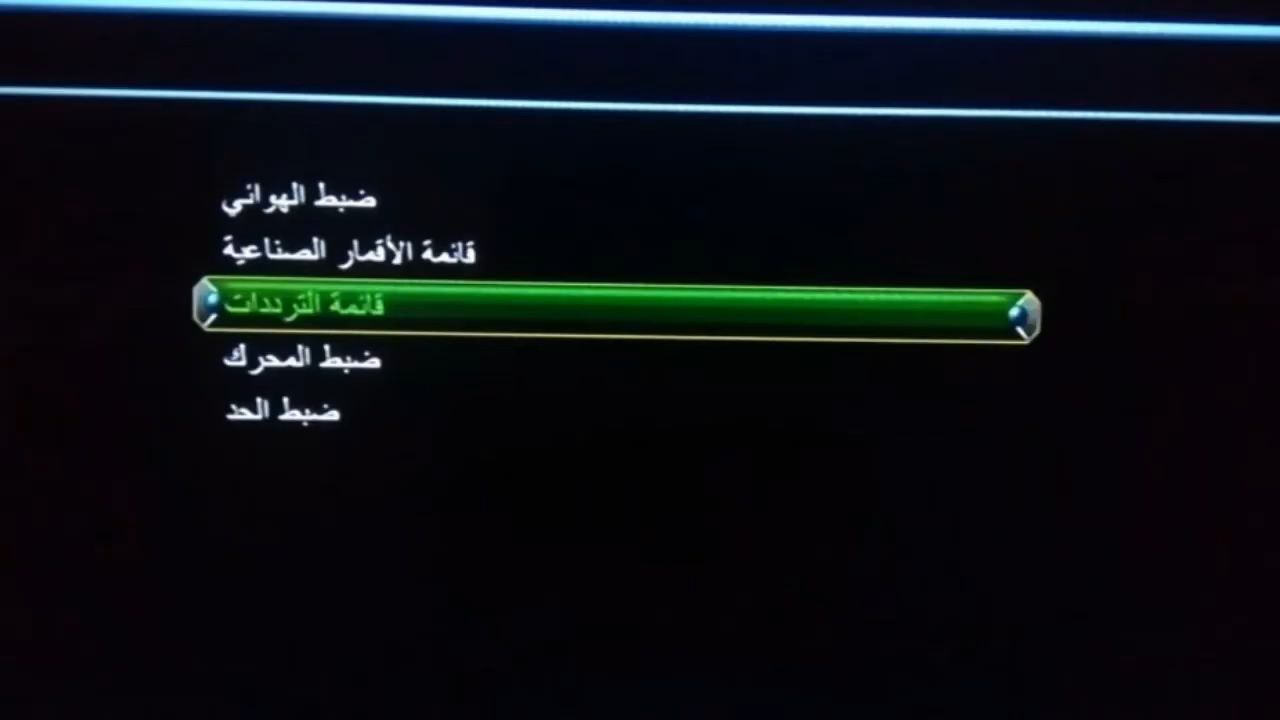 ضبط الهوائي
قائمة الأقمار الصناعية
قائمة الترددات
ضبط المحرك
ضبط الحد